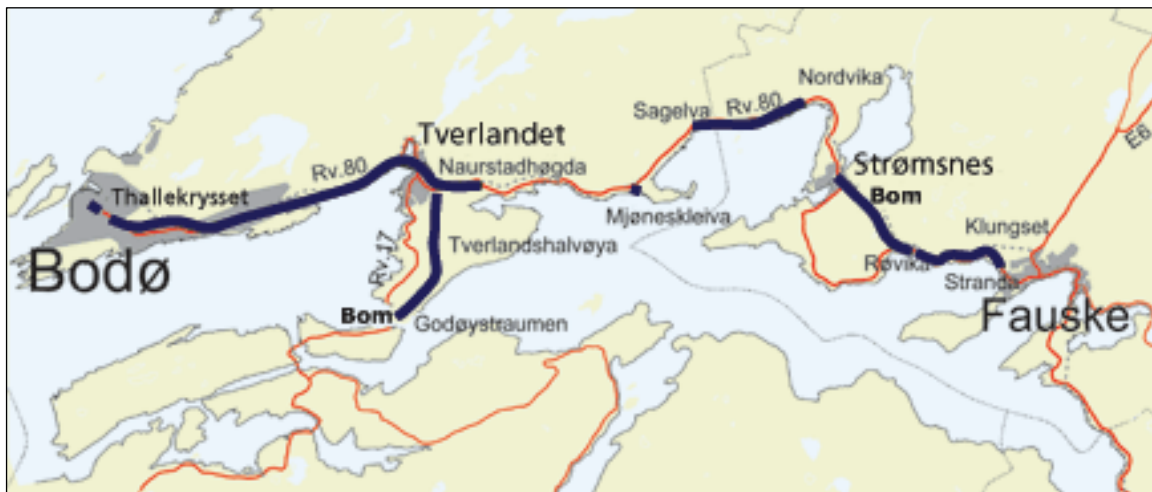 Nordvika
Sagelva
Rv.80
E6
Tverlandet
Naurstadhøgda
Strømsnes
Rv.80
Bom
Thallekrysset
Mjøneskleiva
Klungset
Tverlandshalvøya
Rv.17
Røvika
Stranda
Bodø
Bom
Godøystraumen
Fauske